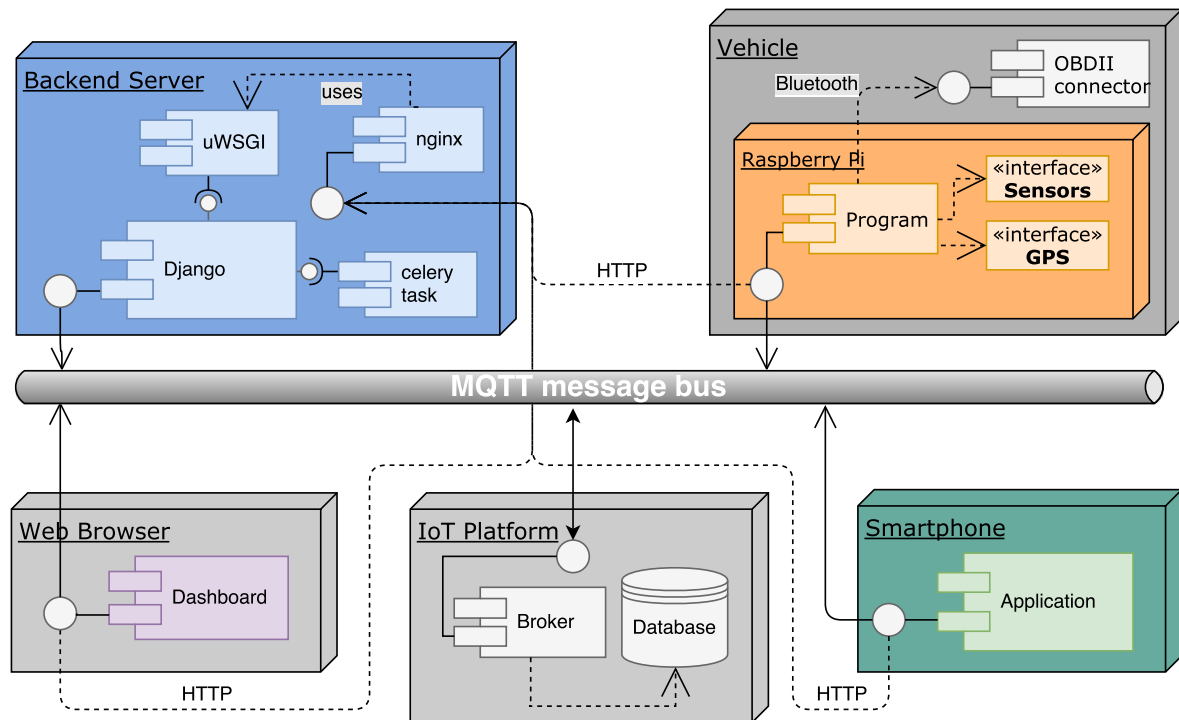 Backend Server
uses
uWSGI
nginx
Django
celery
task
Vehicle
Bluetooth
OBDII
connector
Raspberry Pi
Program
«interface»
Sensors
«interface»
GPS
HTTP
MQTT message bus
Web Browser
Dashboard
HTTP
IoT Platform
Broker
Database
Smartphone
Application
HTTP